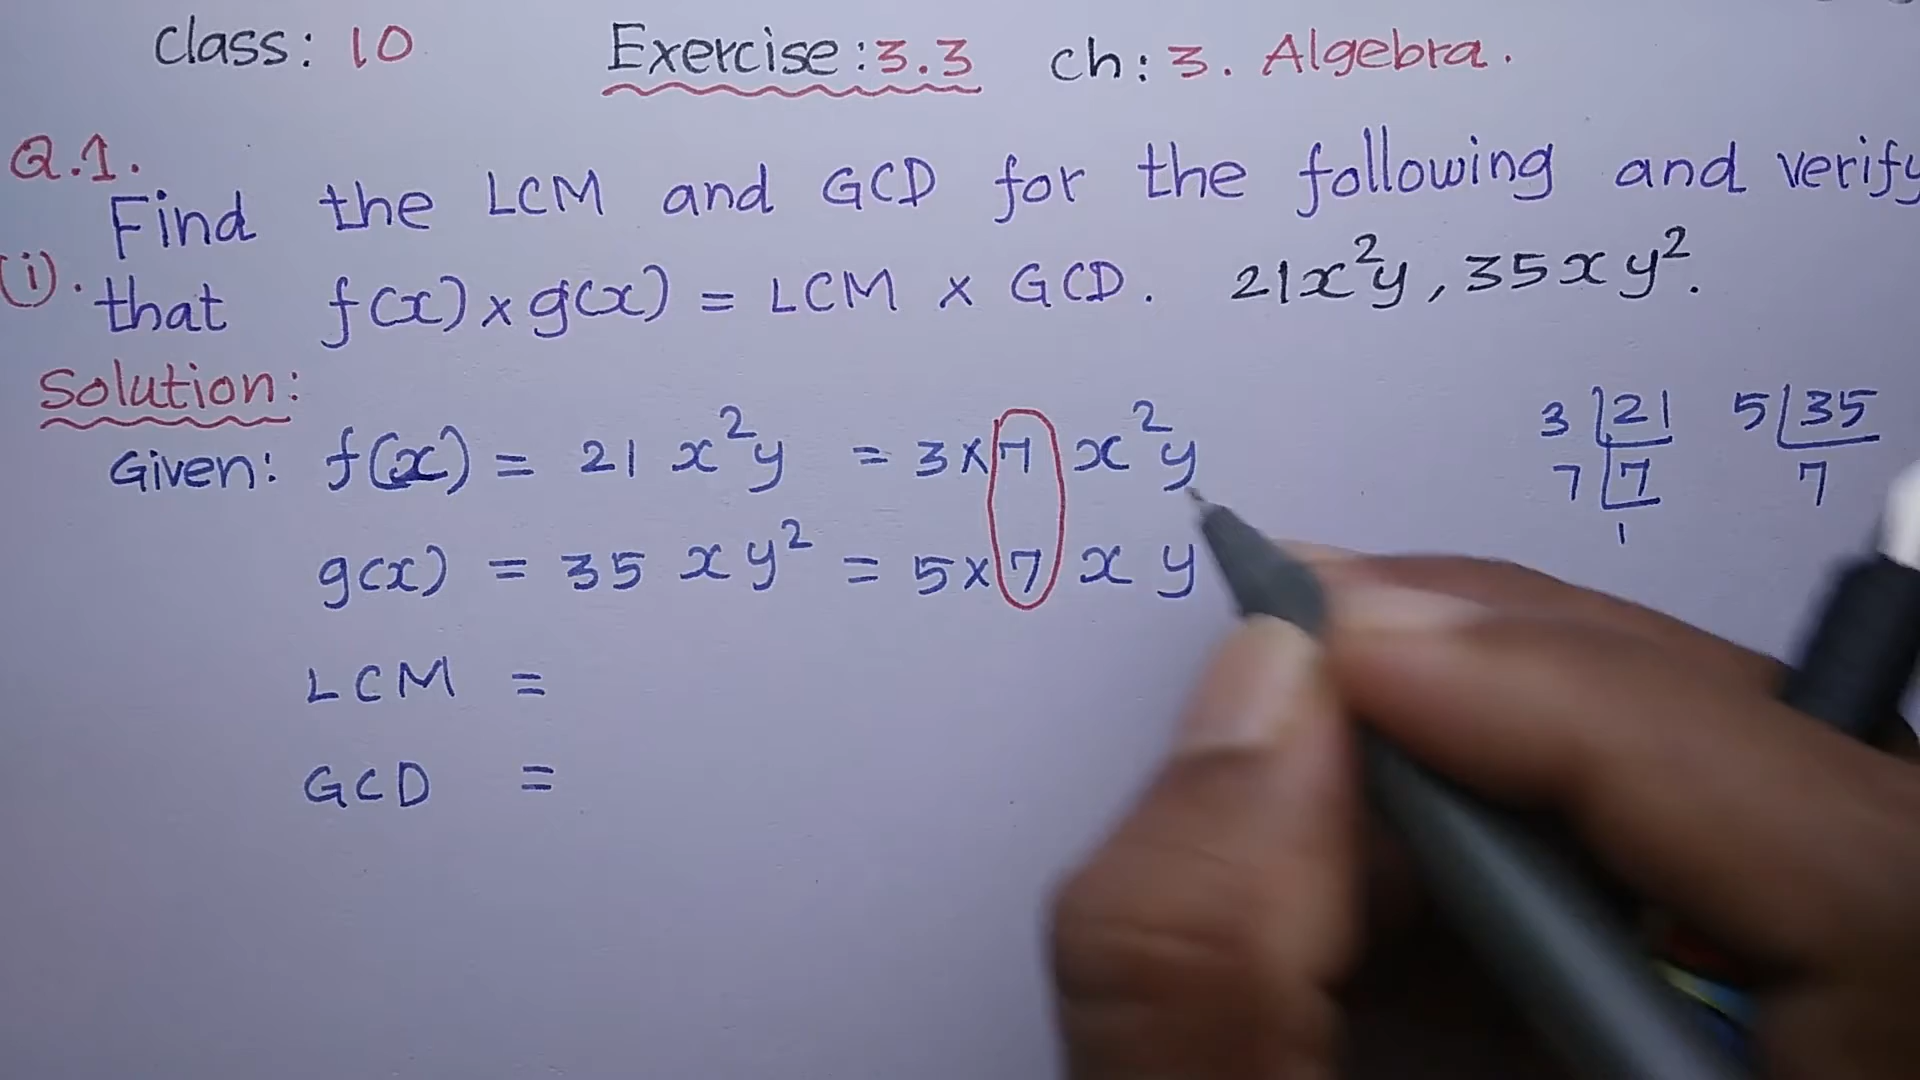 Class: 10 Exercise: 3.3 ch: 3. Algebra.
Q.1.
Find the LCM and GCD for the following and verify
(i). that f(x) x g(x) = LCM x GCD. 21x²y, 35xy².
Solution:
Given: f(x) = 21 x²y = 3×7 x²y
g(x) = 35 xy² = 5×7 x y
LCM =
GCD =
3 21
7 7
1
5 35
7